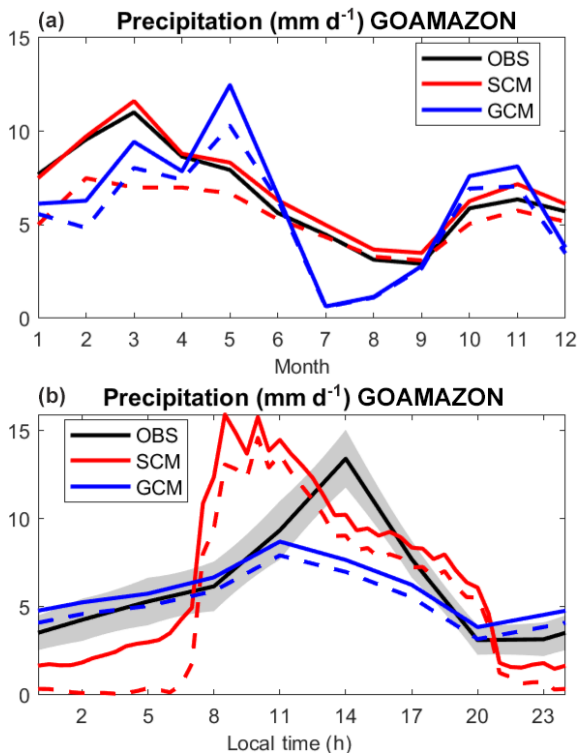 (a) Precipitation (mm d⁻¹) GOAMAZON
15
10
5
0
OBS
SCM
GCM
1 2 3 4 5 6 7 8 9 10 11 12
Month
(b) Precipitation (mm d⁻¹) GOAMAZON
15
10
5
0
OBS
SCM
GCM
2 5 8 11 14 17 20 23
Local time (h)